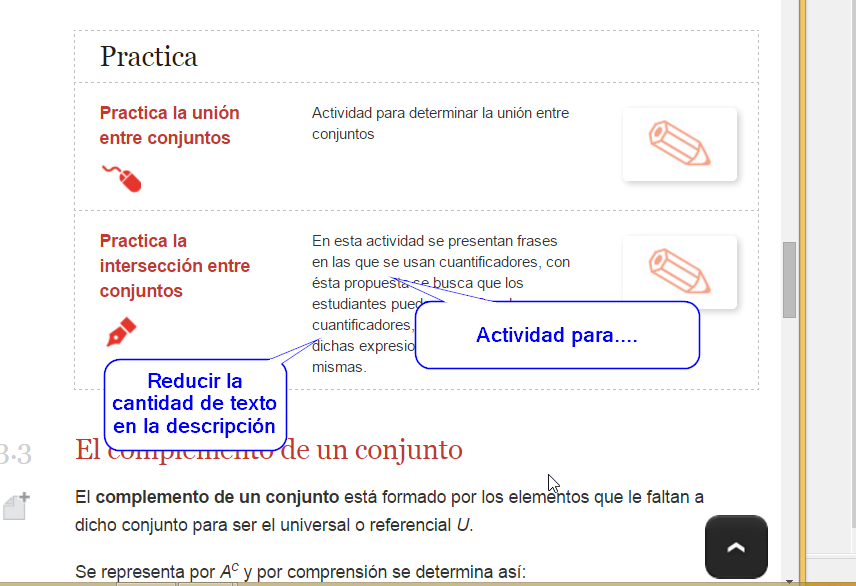 Practica
Practica la unión
entre conjuntos
Actividad para determinar la unión entre
conjuntos
Practica la
intersección entre
conjuntos
En esta actividad se presentan frases
en las que se usan cuantificadores, con
ésta propuesta se busca que los
estudiantes
cuantificadores,
dichas
mismas.
Actividad para....
Reducir la
cantidad de texto
en la descripción
3.3
El complemento de un conjunto
El complemento de un conjunto está formado por los elementos que le faltan a
dicho conjunto para ser el universal o referencial U.
Se representa por Aᶜ y por comprensión se determina así: